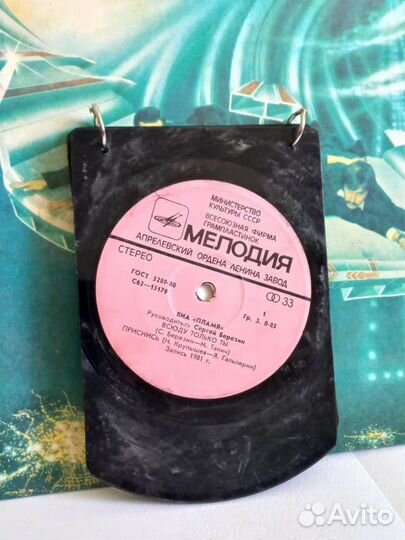 МИНИСТЕРСТВО
КУЛЬТУРЫ СССР
ВСЕСОЮЗНАЯ ФИРМА
ГРАМПЛАСТИНОК
МЕЛОДИЯ
АПРЕЛЕВСКИЙ ОРДЕНА ЛЕНИНА ЗАВОД
СТЕРЕО
33
ГОСТ 5289-80
С62—15179
1
Гр. 3. 0-85
ВИА «ПЛАМЯ»
Руководитель Сергей Березин
ВСЮДУ ТОЛЬКО ТЫ
(С. Березин—М. Танич)
ПРИСНИСЬ (Н. Крупышев—Я. Гальперин)
Запись 1981 г.
Avito